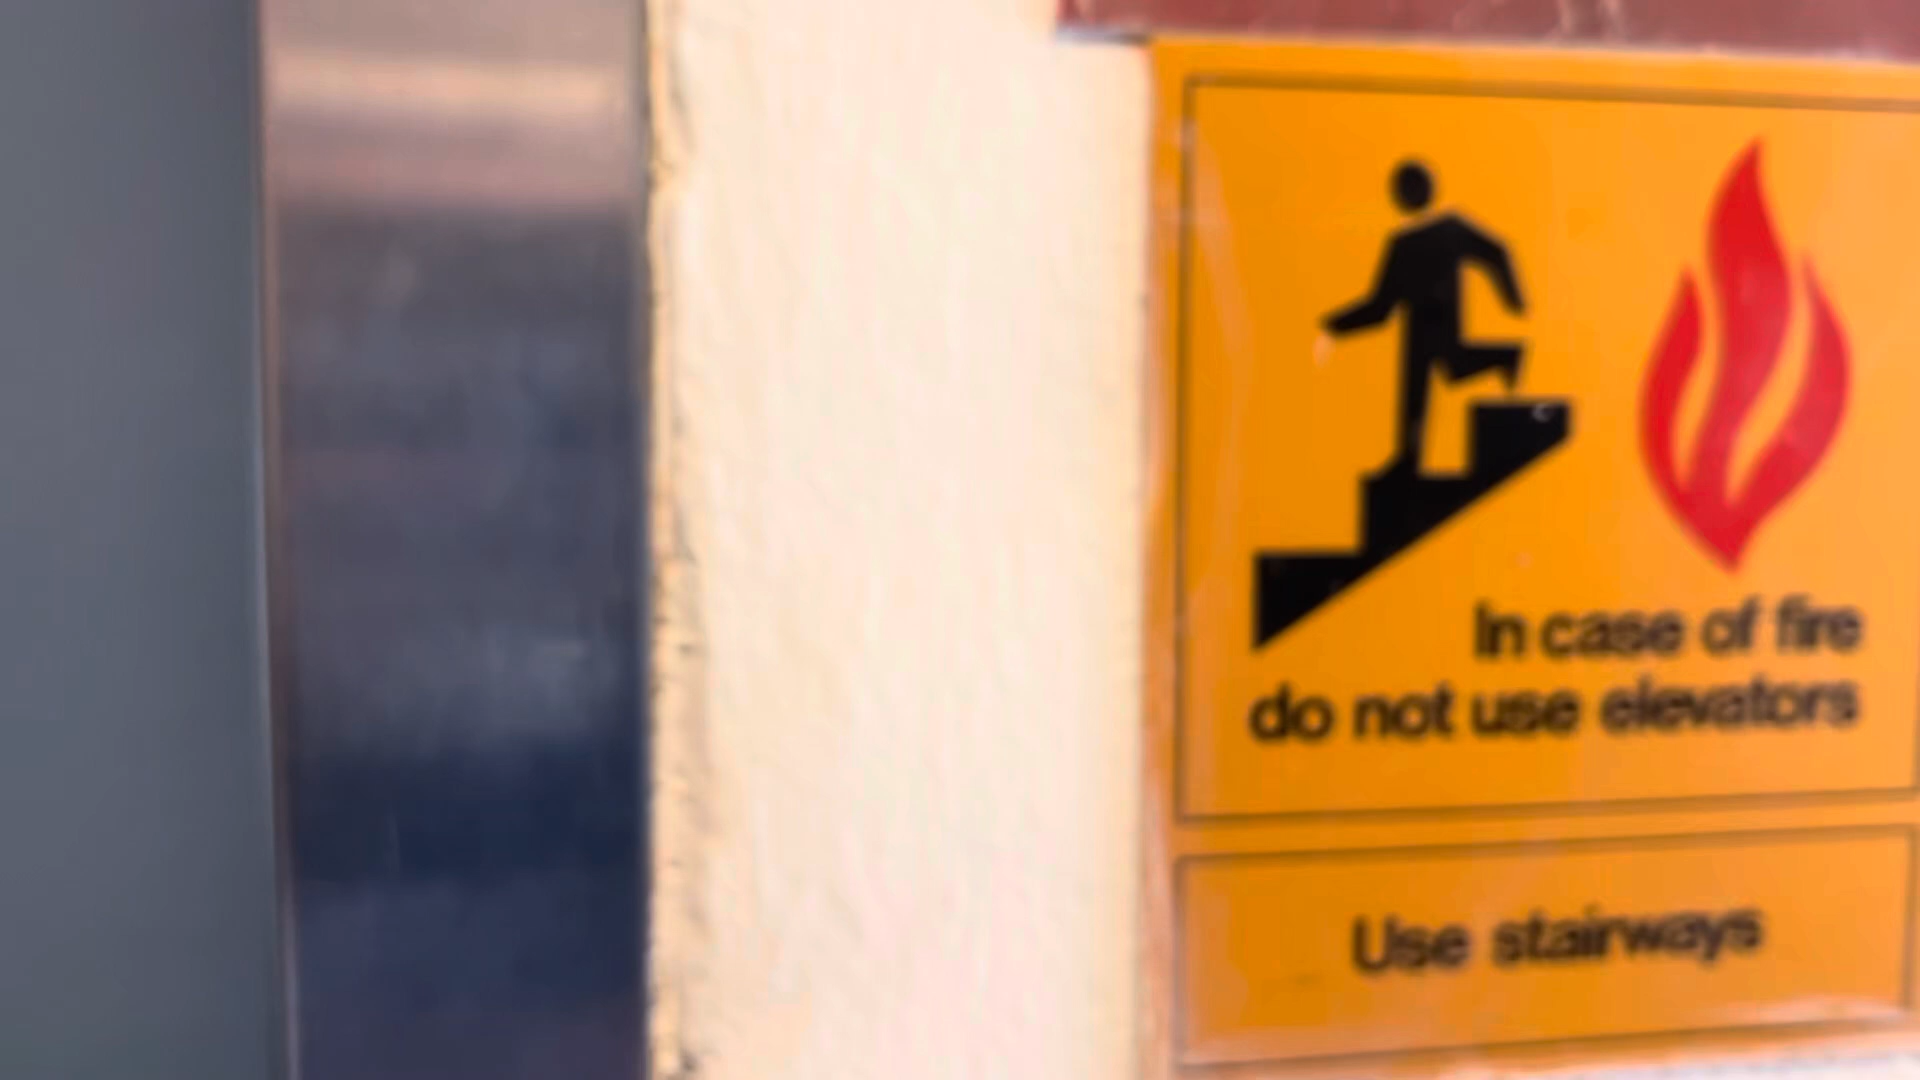 In case of fire
do not use elevators
Use stairways